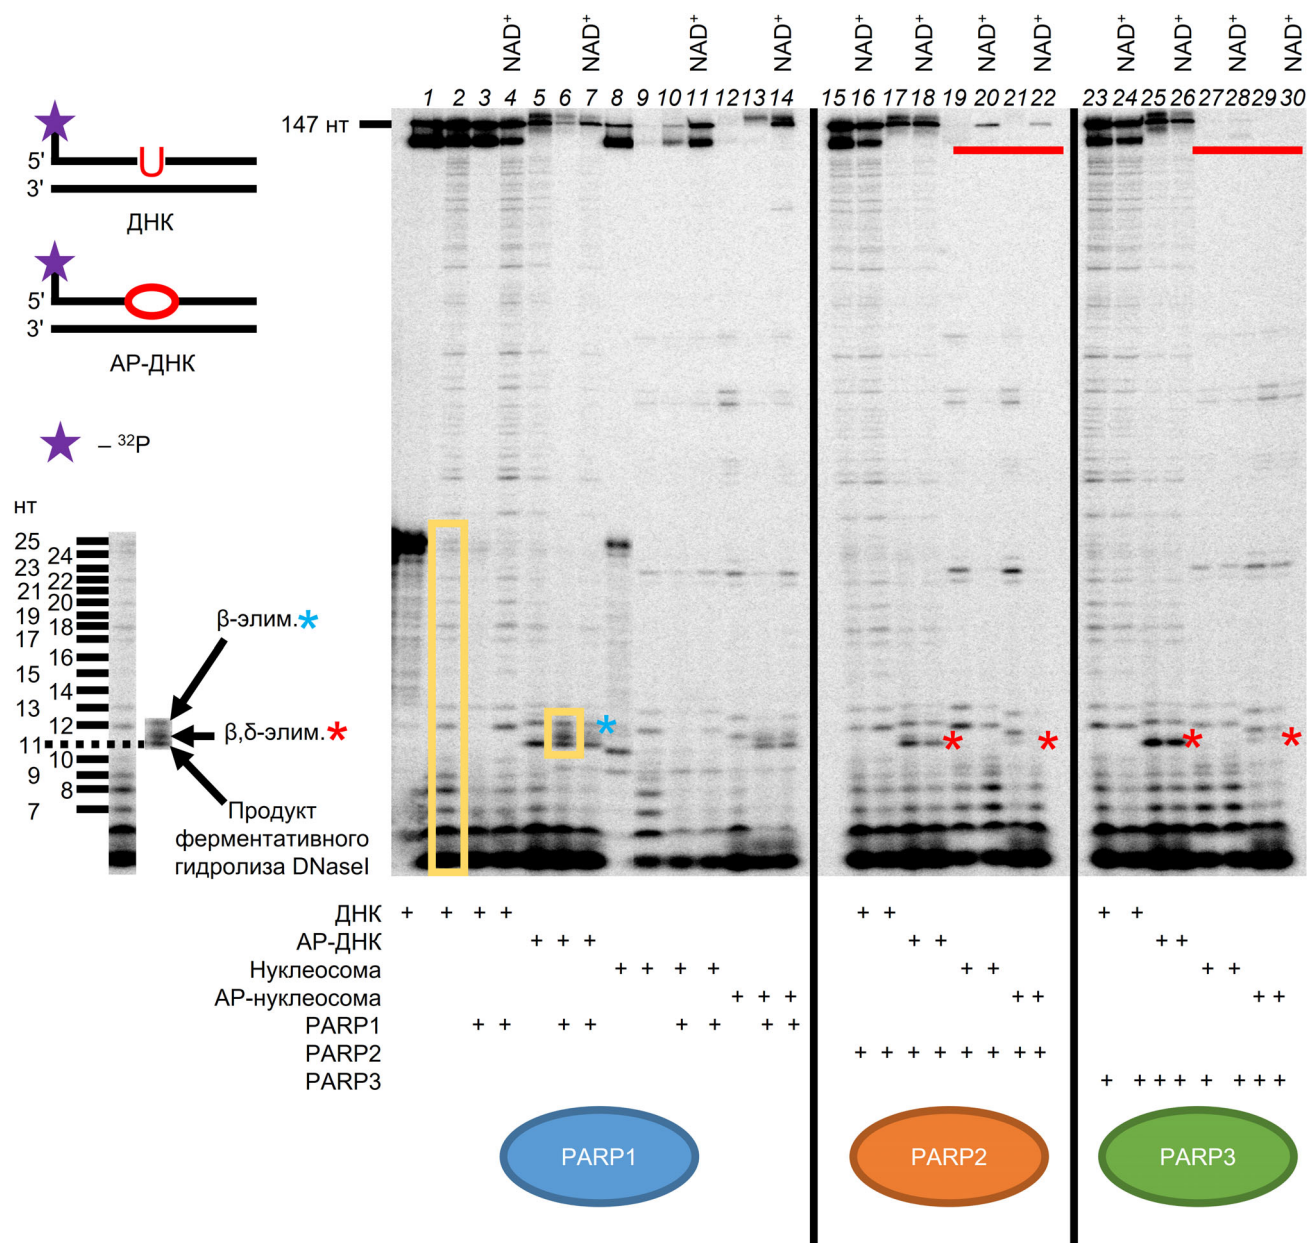 NAD⁺ NAD⁺ NAD⁺ NAD⁺ NAD⁺ NAD⁺ NAD⁺ NAD⁺ NAD⁺ NAD⁺ NAD⁺ NAD⁺
1 2 3 4 5 6 7 8 9 10 11 12 13 14 15 16 17 18 19 20 21 22 23 24 25 26 27 28 29 30
147 нт
5' U
3'
ДНК
5'
3'
АР-ДНК
– ³²P
нт
25
24
23
22
21
20
19
18
17
16
15
14
13
12
11
10
9
8
7
β-элим.*
β,δ-элим.*
Продукт
ферментативного
гидролиза DNaseI
* * * * *
ДНК + + + + + + + +
АР-ДНК + + + + + + +
Нуклеосома + + + + + + + +
АР-нуклеосома + + + + + + +
PARP1 + + + + + + + +
PARP2 + + + + + + + +
PARP3 + + + + + + + +
PARP1 PARP2 PARP3